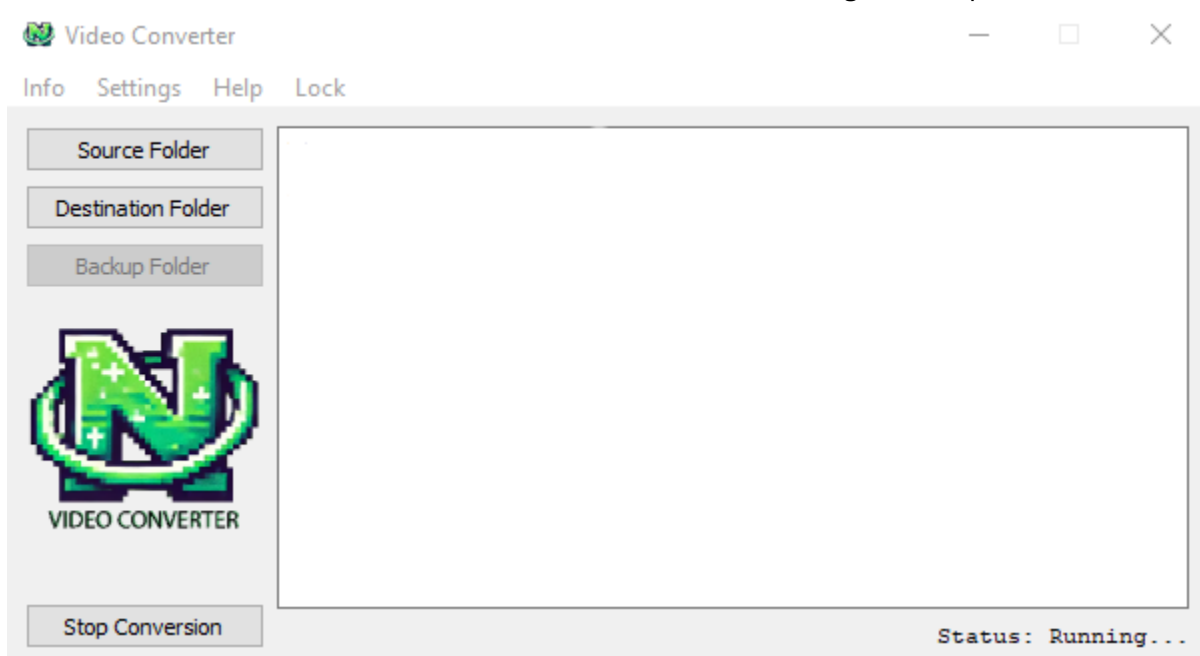 Video Converter
Info Settings Help Lock
Source Folder
Destination Folder
Backup Folder
N
VIDEO CONVERTER
Stop Conversion
Status: Running...